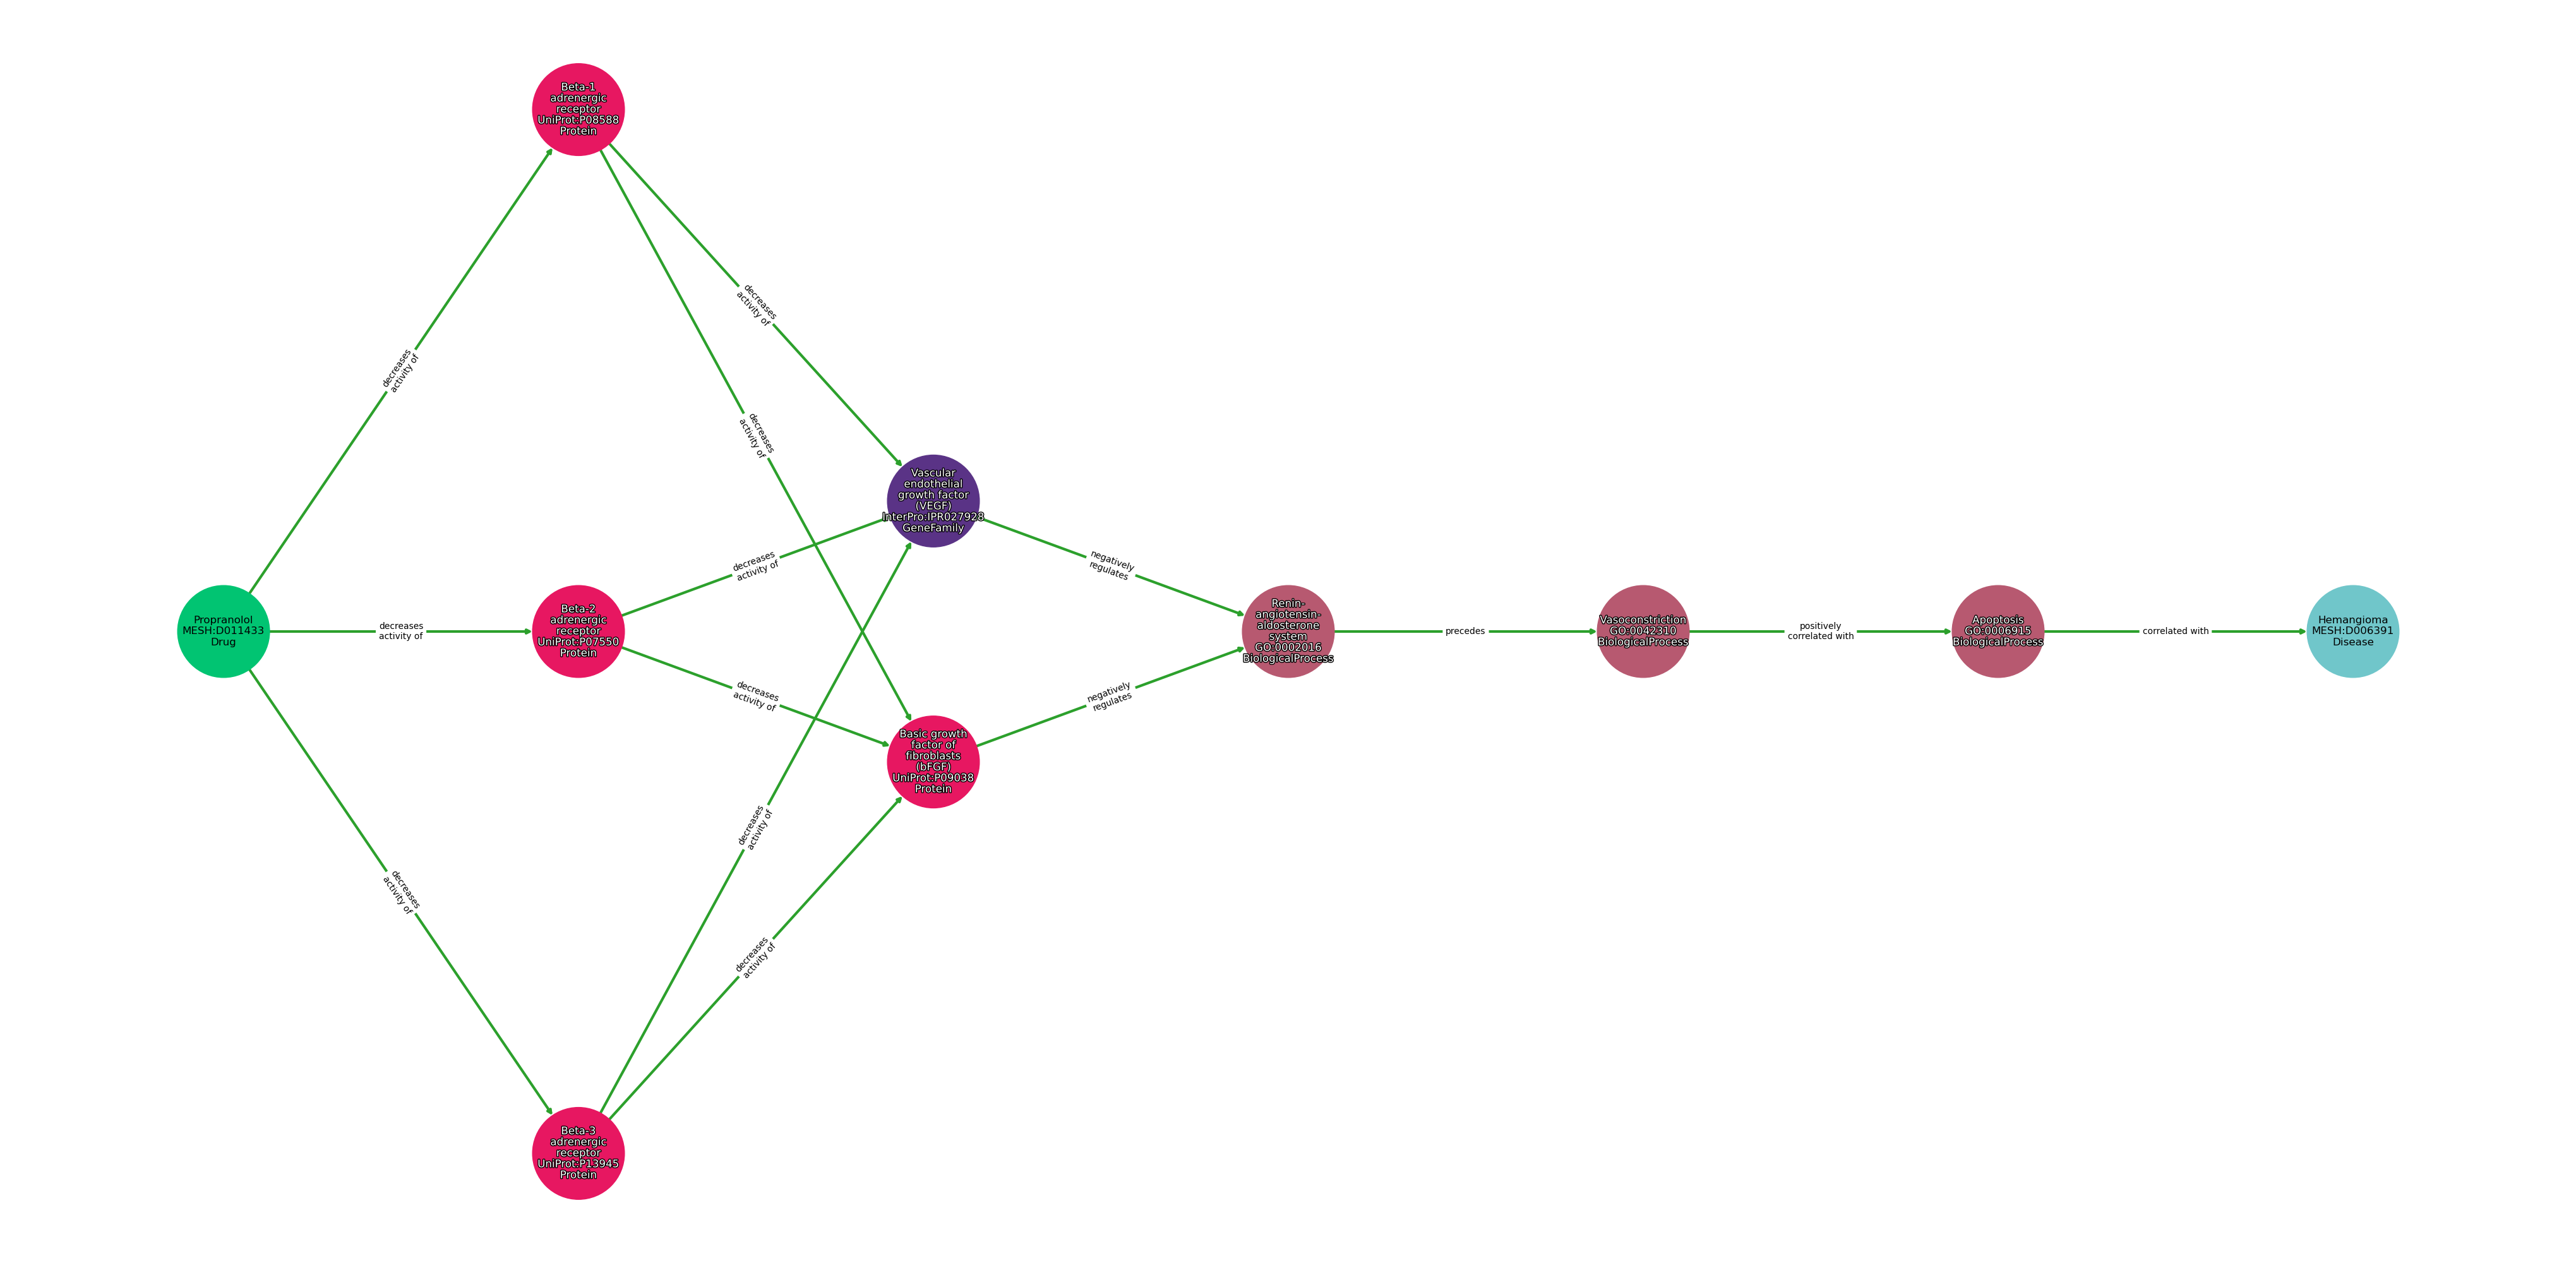 Beta-1
adrenergic
receptor
UniProt:P08588
Protein
decreases
activity of
decreases
activity of
decreases
activity of
Vascular
endothelial
growth factor
(VEGF)
InterPro:IPR027928
GeneFamily
decreases
activity of
negatively
regulates
Propranolol
MESH:D011433
Drug
decreases
activity of
Beta-2
adrenergic
receptor
UniProt:P07550
Protein
Renin-
angiotensin-
aldosterone
system
GO:0002016
BiologicalProcess
precedes
Vasoconstriction
GO:0042310
BiologicalProcess
positively
correlated with
Apoptosis
GO:0006915
BiologicalProcess
correlated with
Hemangioma
MESH:D006391
Disease
decreases
activity of
negatively
regulates
Basic growth
factor of
fibroblasts
(bFGF)
UniProt:P09038
Protein
decreases
activity of
decreases
activity of
decreases
activity of
Beta-3
adrenergic
receptor
UniProt:P13945
Protein